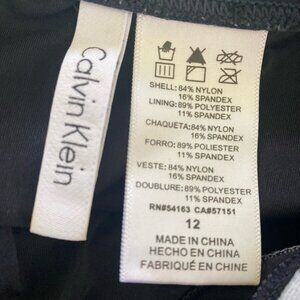 Calvin Klein
SHELL: 84% NYLON
16% SPANDEX
LINING: 89% POLYESTER
11% SPANDEX
CHAQUETA: 84% NYLON
16% SPANDEX
FORRO: 89% POLIESTER
11% SPANDEX
VESTE: 84% NYLON
16% SPANDEX
DOUBLURE: 89% POLYESTER
11% SPANDEX
RN#54163 CA#57151
12
MADE IN CHINA
HECHO EN CHINA
FABRIQUÉ EN CHINE